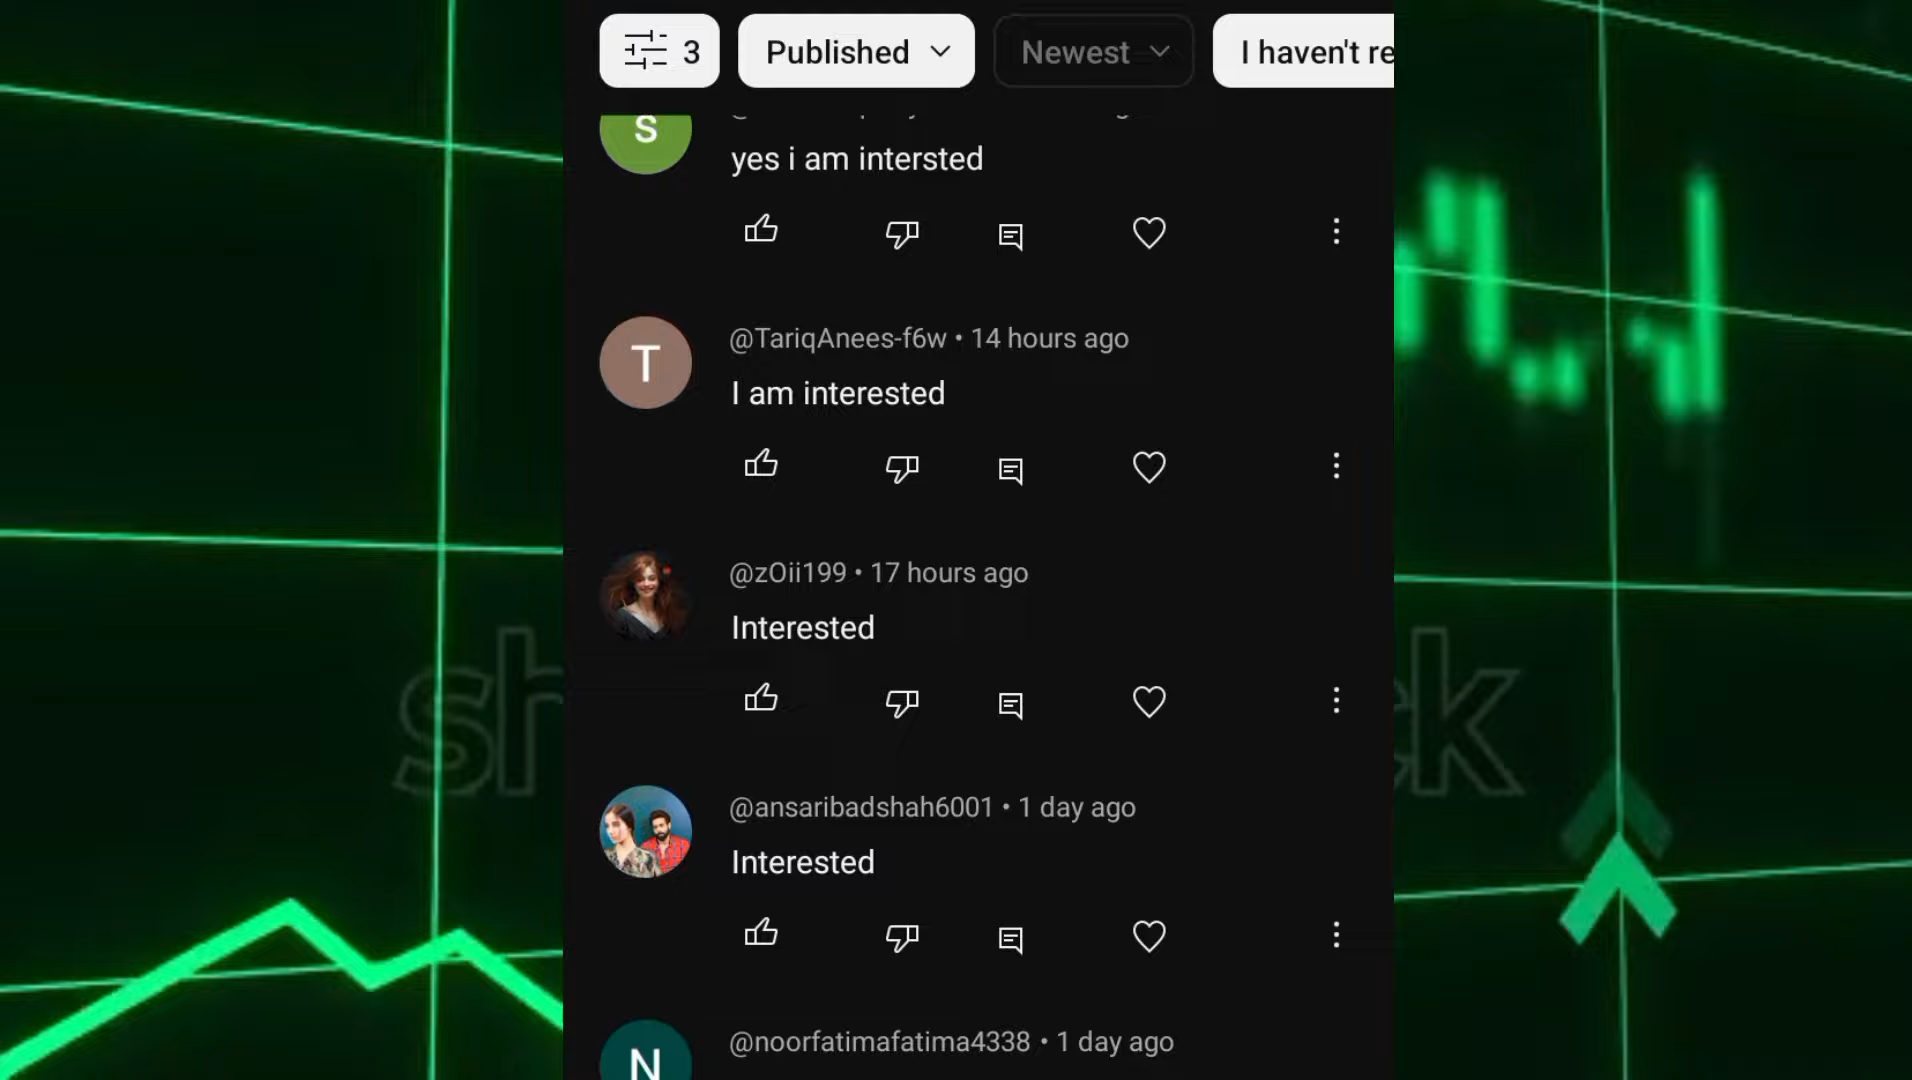 3
Published
Newest
I haven't re
S
yes i am intersted
T
@TariqAnees-f6w • 14 hours ago
I am interested
@zOii199 • 17 hours ago
Interested
@ansaribadshah6001 • 1 day ago
Interested
N
@noorfatimafatima4338 • 1 day ago